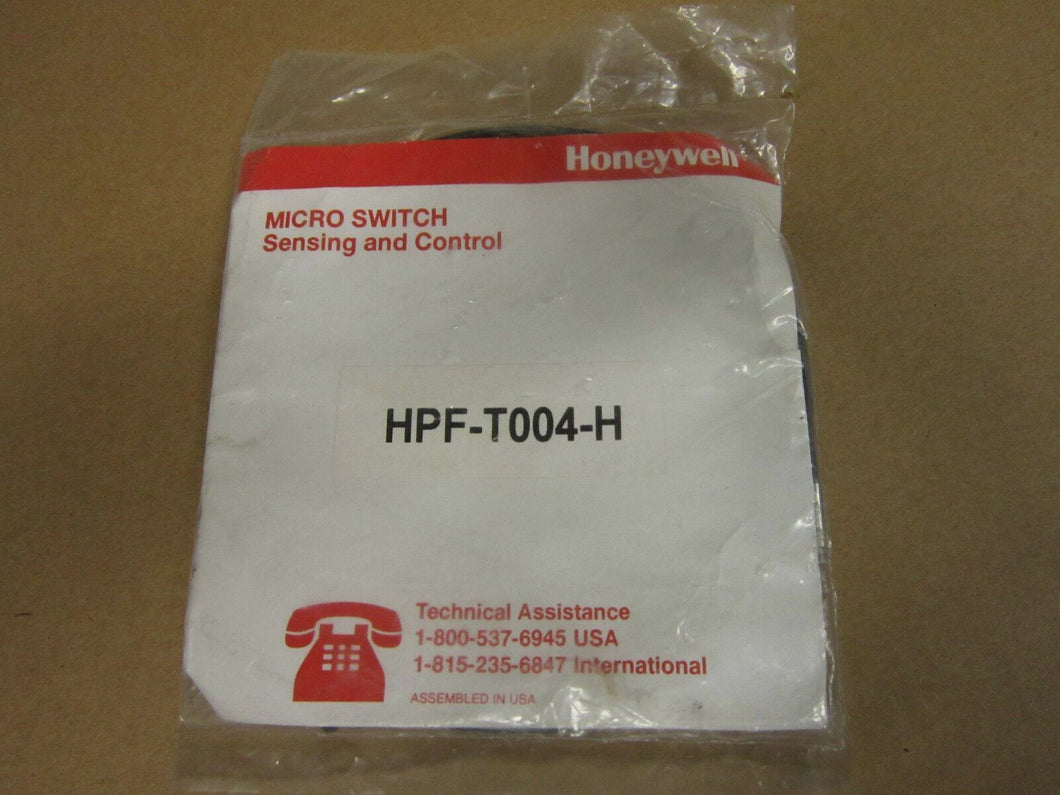 Honeywell
MICRO SWITCH
Sensing and Control
HPF-T004-H
Technical Assistance
1-800-537-6945 USA
1-815-235-6847 International
ASSEMBLED IN USA